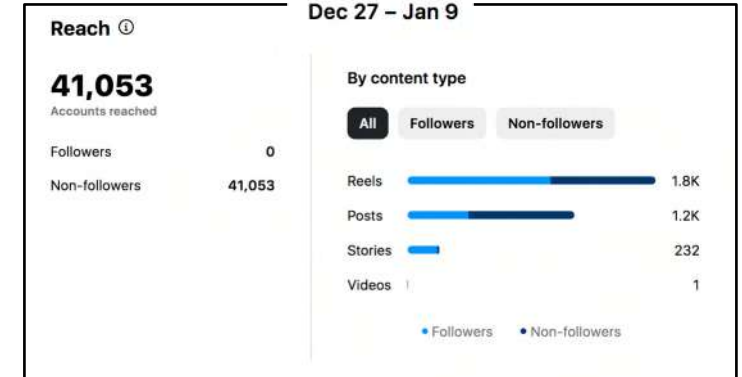 Dec 27 – Jan 9
Reach ⓘ
41,053
Accounts reached
Followers 0
Non-followers 41,053
By content type
All Followers Non-followers
Reels 1.8K
Posts 1.2K
Stories 232
Videos 1
Followers Non-followers